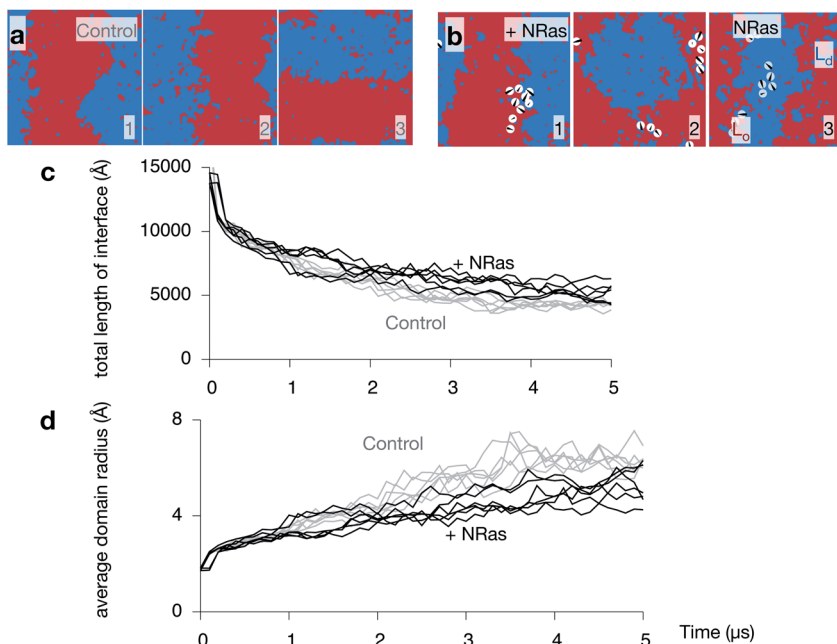 a
Control
1
2
3
b
+ NRas
1
2
NRas
L_d
L_o
3
c
total length of interface (Å)
15000
10000
5000
0
+ NRas
Control
0 1 2 3 4 5
d
average domain radius (Å)
8
4
0
Control
+ NRas
0 1 2 3 4 5
Time (µs)